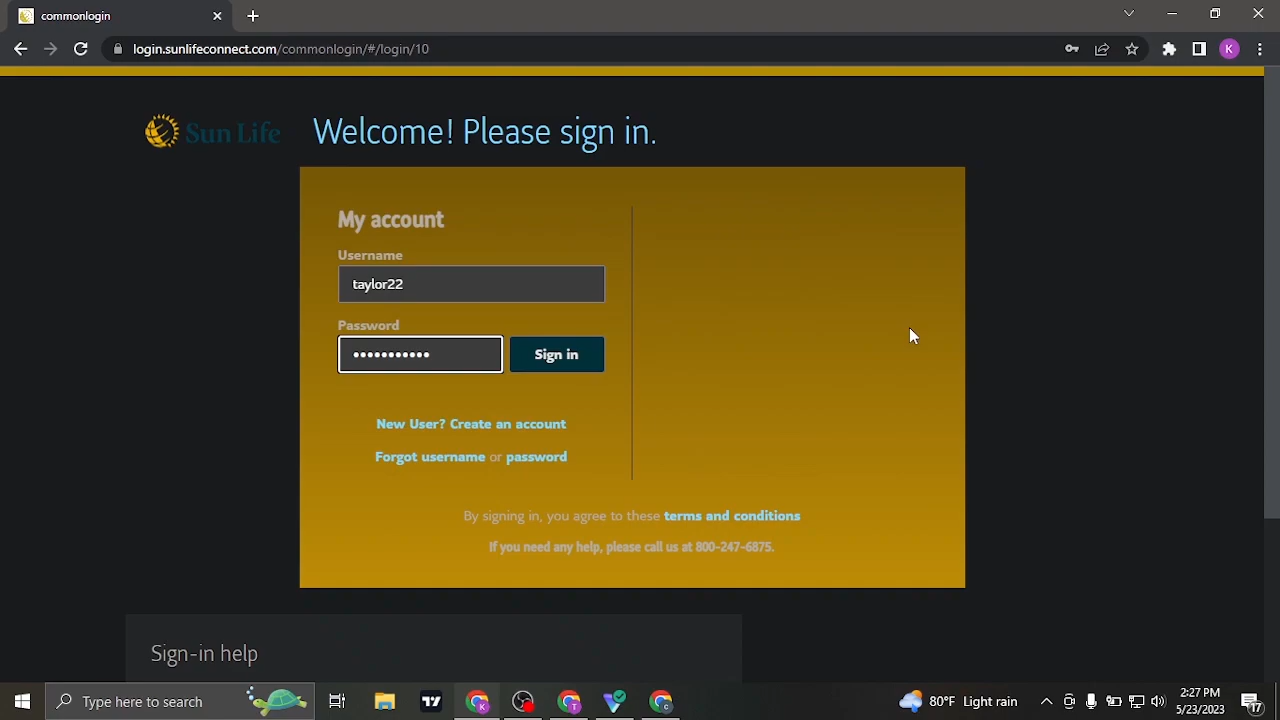 commonlogin
login.sunlifeconnect.com/commonlogin/#/login/10
K
Sun Life
Welcome! Please sign in.
My account
Username
taylor22
Password
•••••••••••
Sign in
New User? Create an account
Forgot username or password
By signing in, you agree to these terms and conditions
If you need any help, please call us at 800-247-6875.
Sign-in help
Type here to search
80°F Light rain
2:27 PM
5/23/2023
17